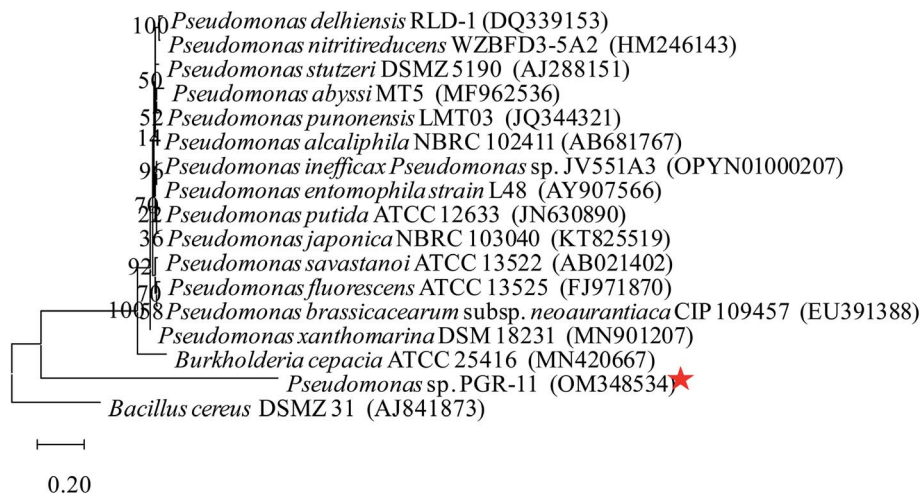 100 Pseudomonas delhiensis RLD-1 (DQ339153)
Pseudomonas nitritireducens WZBFD3-5A2 (HM246143)
Pseudomonas stutzeri DSMZ 5190 (AJ288151)
50 Pseudomonas abyssi MT5 (MF962536)
52 Pseudomonas punonensis LMT03 (JQ344321)
14 Pseudomonas alcaliphila NBRC 102411 (AB681767)
96 Pseudomonas inefficax Pseudomonas sp. JV551A3 (OPYN01000207)
Pseudomonas entomophila strain L48 (AY907566)
22 Pseudomonas putida ATCC 12633 (JN630890)
36 Pseudomonas japonica NBRC 103040 (KT825519)
92 Pseudomonas savastanoi ATCC 13522 (AB021402)
70 Pseudomonas fluorescens ATCC 13525 (FJ971870)
100 58 Pseudomonas brassicacearum subsp. neoaurantiaca CIP 109457 (EU391388)
Pseudomonas xanthomarina DSM 18231 (MN901207)
Burkholderia cepacia ATCC 25416 (MN420667)
Pseudomonas sp. PGR-11 (OM348534)
Bacillus cereus DSMZ 31 (AJ841873)
0.20